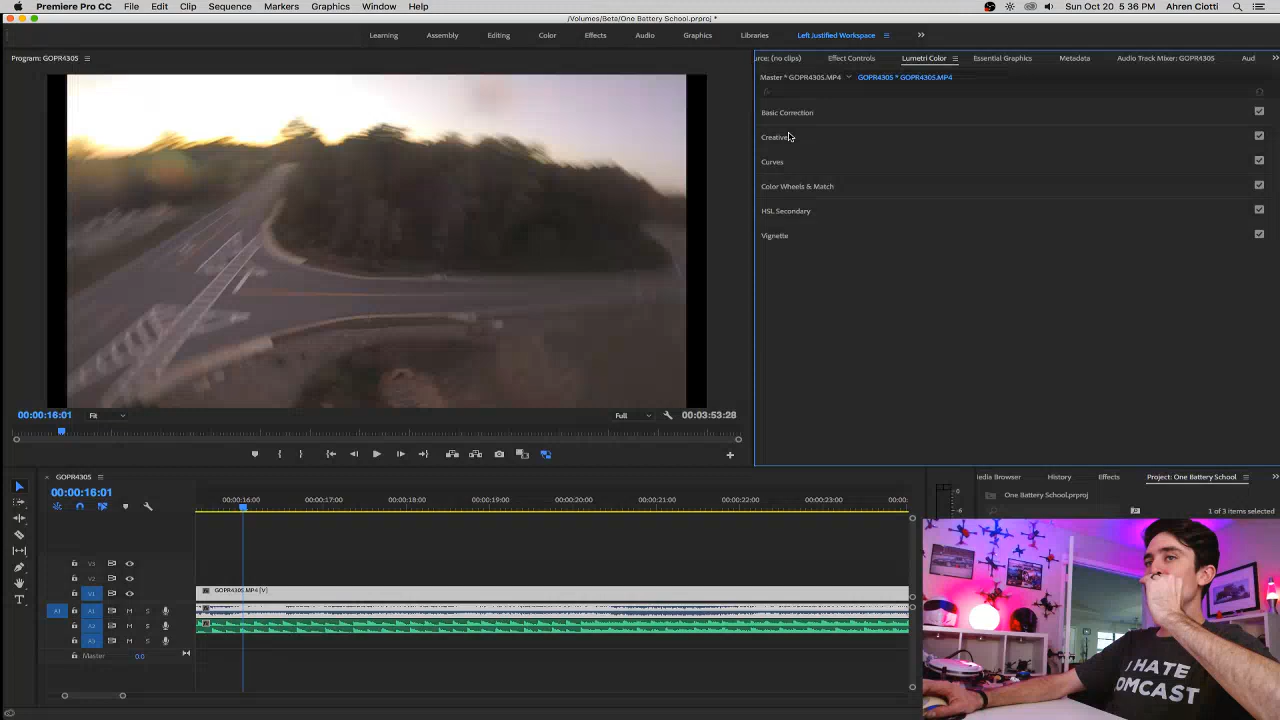 Premiere Pro CC File Edit Clip Sequence Markers Graphics Window Help Sun Oct 20 5:36 PM Ahren Ciotti
/Volumes/Beta/One Battery School.prproj *
Learning Assembly Editing Color Effects Audio Graphics Libraries Left Justified Workspace
Program: GOPR4305
urce: (no clips) Effect Controls Lumetri Color Essential Graphics Metadata Audio Track Mixer: GOPR4305 Aud
Master * GOPR4305.MP4 GOPR4305 * GOPR4305.MP4
fx
Basic Correction
Creative
Curves
Color Wheels & Match
HSL Secondary
Vignette
00:00:16:01 Fit Full 00:03:53:28
GOPR4305
00:00:16:01
00:00:16:00 00:00:17:00 00:00:18:00 00:00:19:00 00:00:20:00 00:00:21:00 00:00:22:00 00:00:23:00 00:00:
V3
V2
V1 GOPR4305.MP4 [V]
A1 A1 M S
A2 M S
A3 M S
Master 0.0
0
-6
edia Browser History Effects Project: One Battery School
One Battery School.prproj
1 of 3 items selected
I HATE
OMCAST